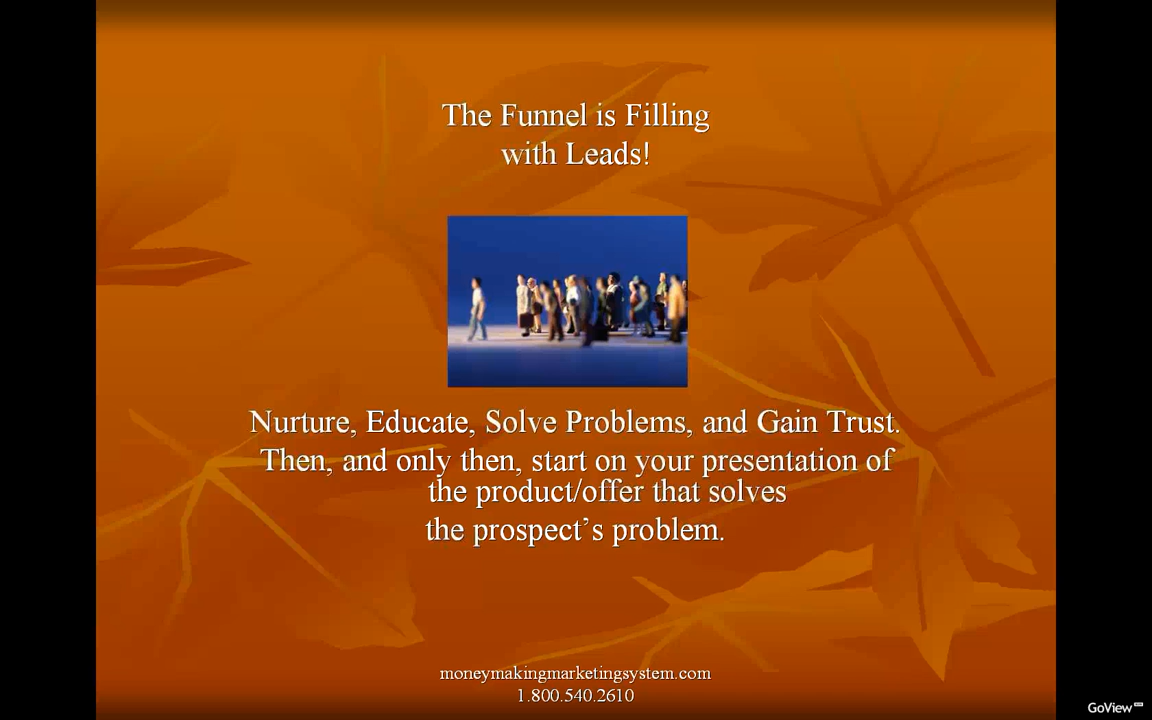 The Funnel is Filling
with Leads!
Nurture, Educate, Solve Problems, and Gain Trust.
Then, and only then, start on your presentation of
the product/offer that solves
the prospect's problem.
moneymakingmarketingsystem.com
1.800.540.2610
GoView